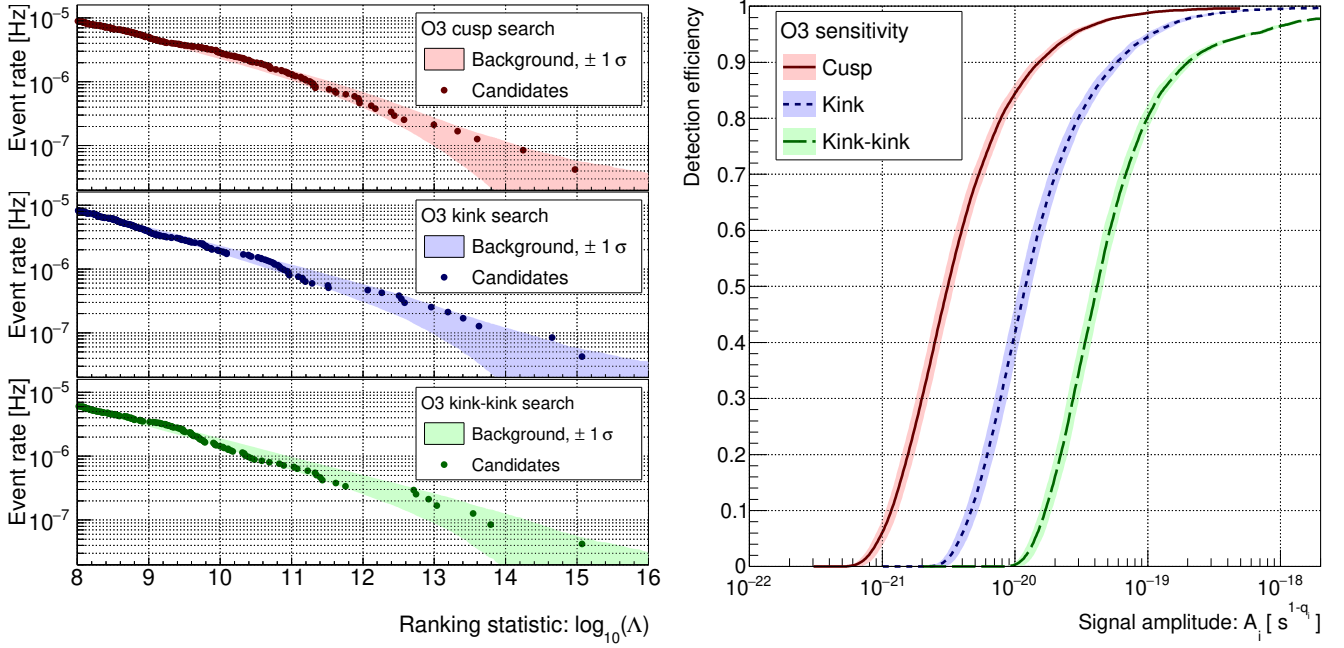 Event rate [Hz]
10⁻⁵
10⁻⁶
10⁻⁷
O3 cusp search
Background, ± 1 σ
Candidates
Event rate [Hz]
10⁻⁵
10⁻⁶
10⁻⁷
O3 kink search
Background, ± 1 σ
Candidates
Event rate [Hz]
10⁻⁵
10⁻⁶
10⁻⁷
O3 kink-kink search
Background, ± 1 σ
Candidates
8 9 10 11 12 13 14 15 16
Ranking statistic: log₁₀(Λ)
Detection efficiency
1
0.9
0.8
0.7
0.6
0.5
0.4
0.3
0.2
0.1
0
O3 sensitivity
Cusp
Kink
Kink-kink
10⁻²² 10⁻²¹ 10⁻²⁰ 10⁻¹⁹ 10⁻¹⁸
Signal amplitude: Aᵢ [ s^{1-qᵢ} ]